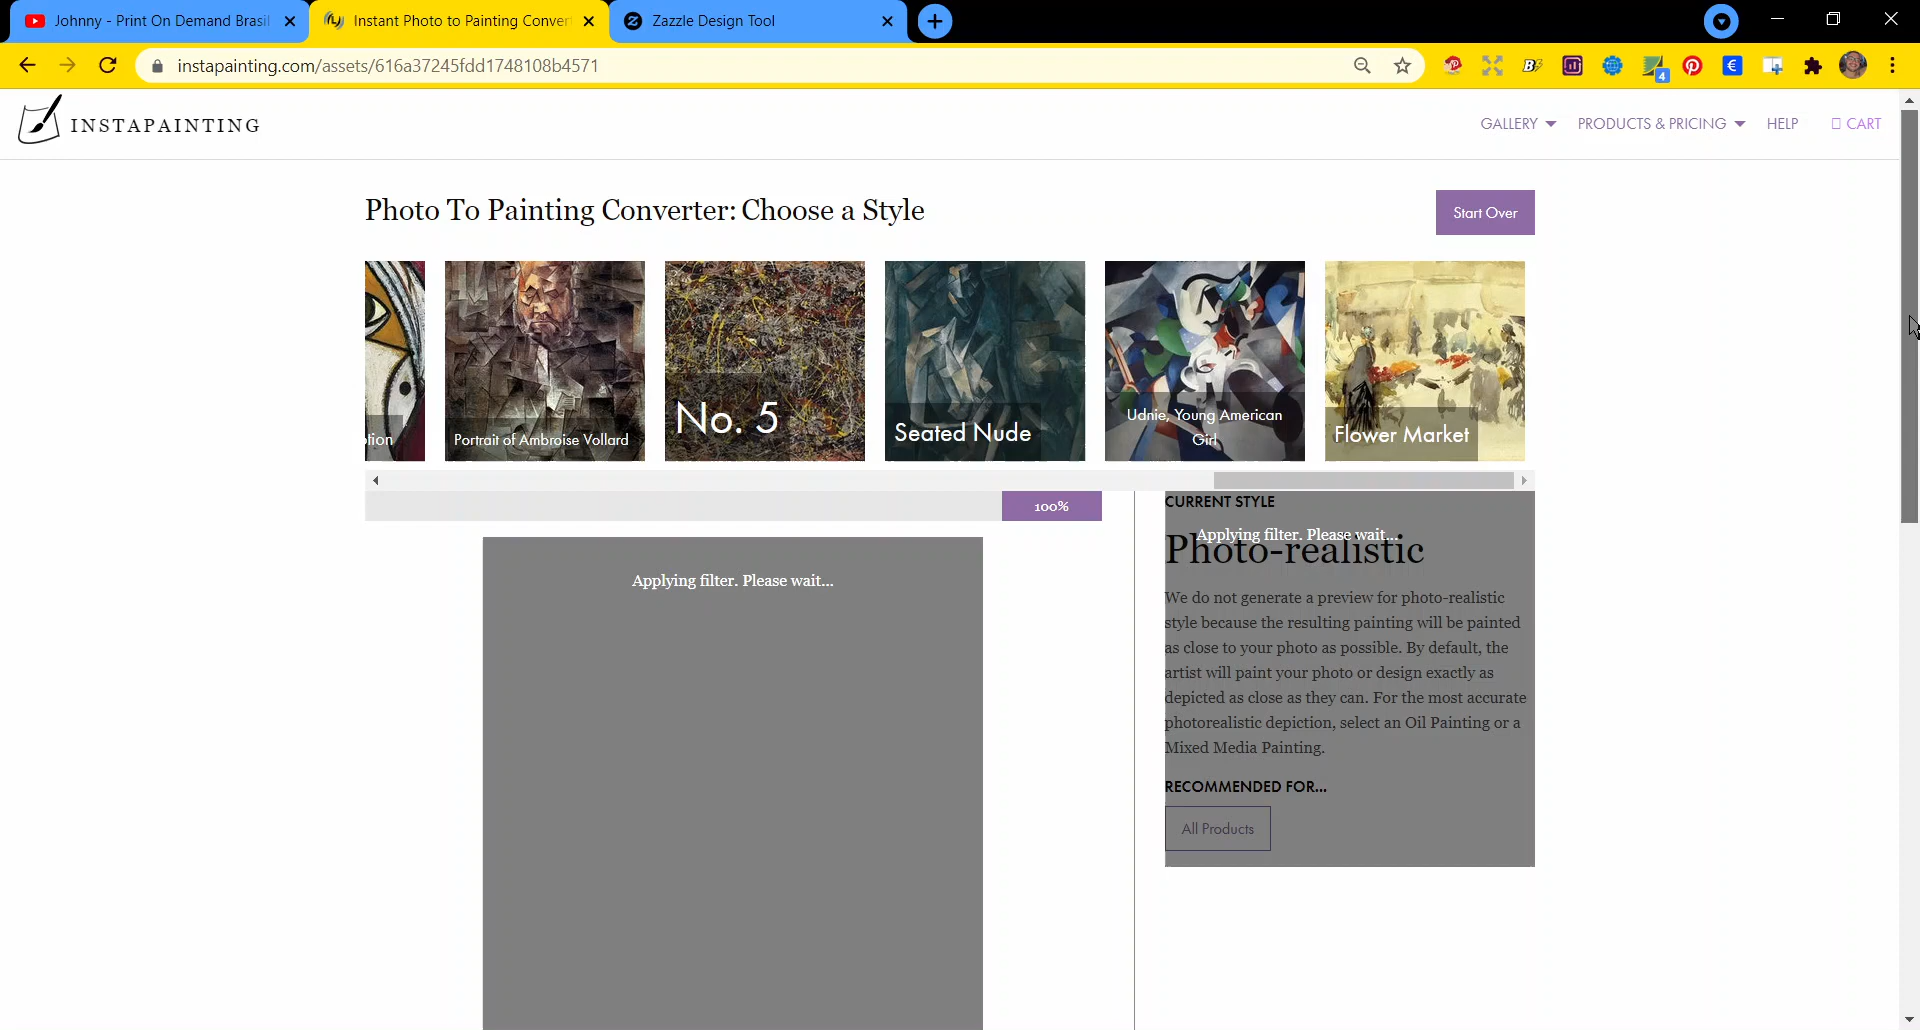 Johnny - Print On Demand Brasil
Instant Photo to Painting Conver
Zazzle Design Tool
instapainting.com/assets/616a37245fdd1748108b4571
4
INSTAPAINTING
GALLERY
PRODUCTS & PRICING
HELP
CART
Photo To Painting Converter: Choose a Style
Start Over
tion
Portrait of Ambroise Vollard
No. 5
Seated Nude
Udnie, Young American
Girl
Flower Market
100%
Applying filter. Please wait...
CURRENT STYLE
Applying filter. Please wait...
Photo-realistic
We do not generate a preview for photo-realistic
style because the resulting painting will be painted
as close to your photo as possible. By default, the
artist will paint your photo or design exactly as
depicted as close as they can. For the most accurate
photorealistic depiction, select an Oil Painting or a
Mixed Media Painting.
RECOMMENDED FOR...
All Products